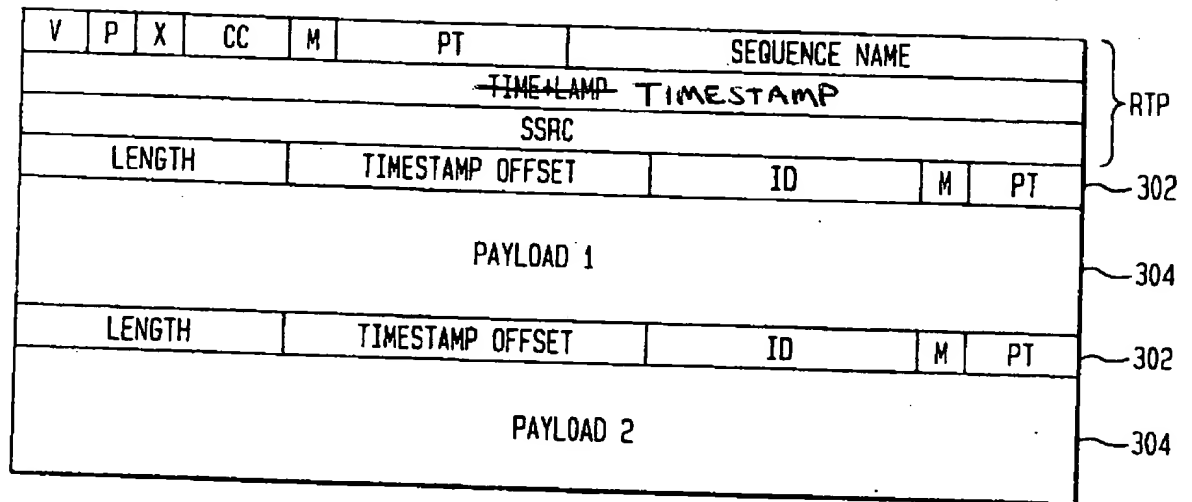 V P X CC M PT SEQUENCE NAME
TIME+LAMP TIMESTAMP
RTP
SSRC
LENGTH TIMESTAMP OFFSET ID M PT 302
PAYLOAD 1 304
LENGTH TIMESTAMP OFFSET ID M PT 302
PAYLOAD 2 304